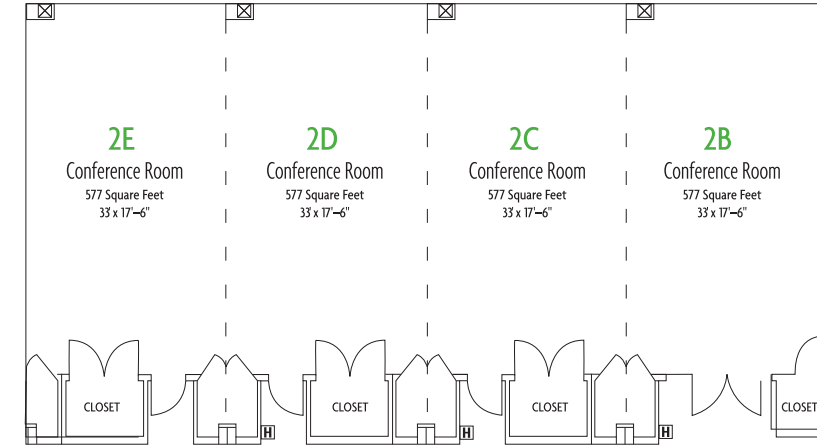 2E
Conference Room
577 Square Feet
33' x 17'–6"
2D
Conference Room
577 Square Feet
33' x 17'–6"
2C
Conference Room
577 Square Feet
33' x 17'–6"
2B
Conference Room
577 Square Feet
33' x 17'–6"
CLOSET
CLOSET
CLOSET
CLOSET
H
H
H